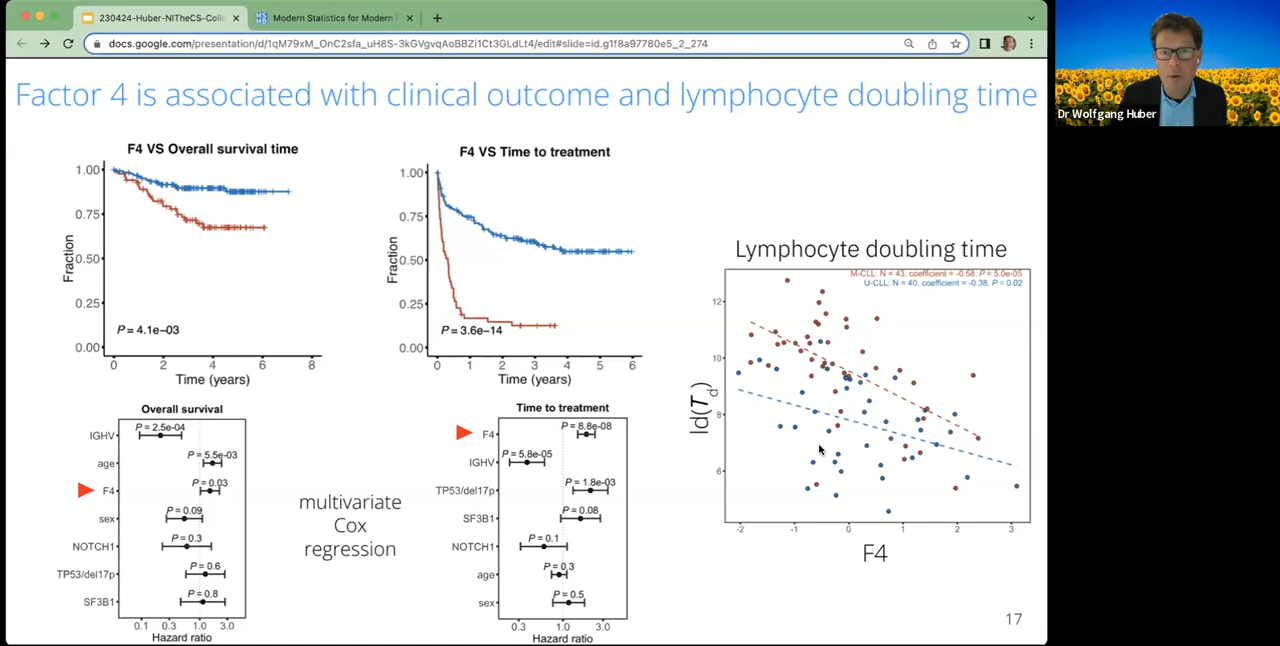 230424-Huber-NITheCS-Coll
Modern Statistics for Modern
docs.google.com/presentation/d/1qM79xM_OnC2sfa_uH8S-3kGVgvqAoBBZi1Ct3GLdLt4/edit#slide=id.g1f8a97780e5_2_274
Dr Wolfgang Huber
Factor 4 is associated with clinical outcome and lymphocyte doubling time
F4 VS Overall survival time
1.00
0.75
0.50
0.25
0.00
Fraction
P = 4.1e−03
0 2 4 6 8
Time (years)
F4 VS Time to treatment
1.00
0.75
0.50
0.25
0.00
Fraction
P = 3.6e−14
0 1 2 3 4 5 6
Time (years)
Lymphocyte doubling time
M-CLL: N = 43, coefficient = -0.58, P = 5.0e-05
U-CLL: N = 40, coefficient = -0.38, P = 0.02
12
10
8
6
ld(Td)
-2 -1 0 1 2 3
F4
Overall survival
IGHV P = 2.5e-04
age P = 5.5e-03
F4 P = 0.03
sex P = 0.09
NOTCH1 P = 0.3
TP53/del17p P = 0.6
SF3B1 P = 0.8
0.1 0.3 1.0 3.0
Hazard ratio
multivariate
Cox
regression
Time to treatment
F4 P = 8.8e-08
IGHV P = 5.8e-05
TP53/del17p P = 1.8e-03
SF3B1 P = 0.08
NOTCH1 P = 0.1
age P = 0.3
sex P = 0.5
0.3 1.0 3.0
Hazard ratio
17